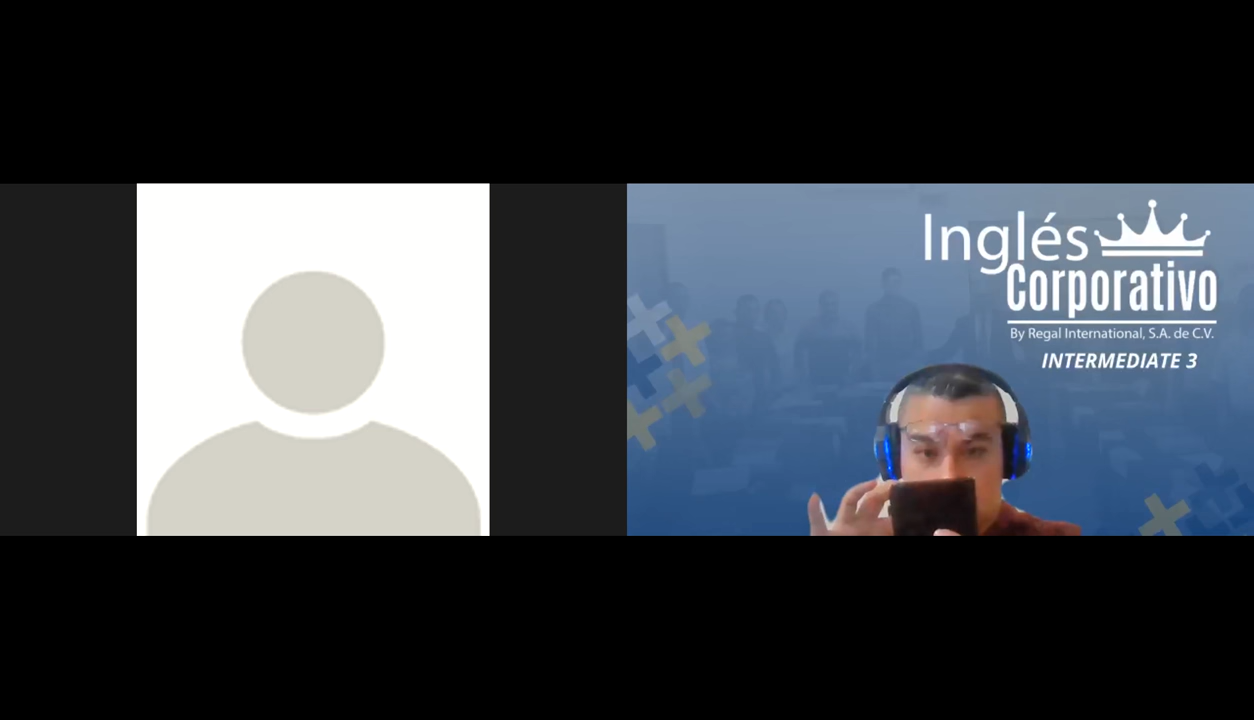 Inglés
Corporativo
By Regal International, S.A. de C.V.
INTERMEDIATE 3